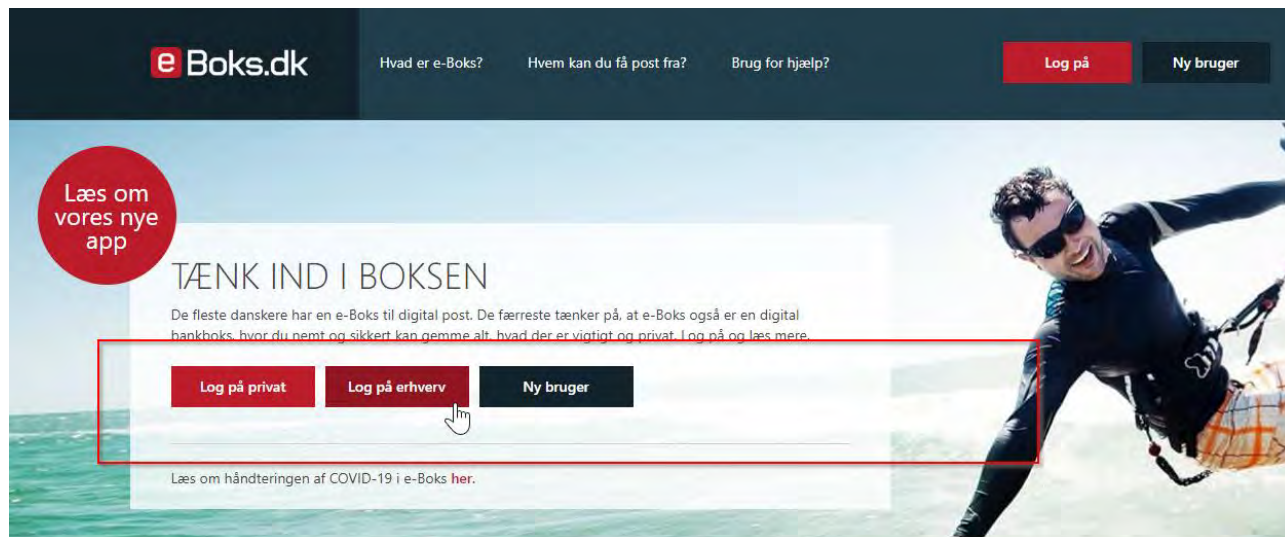 e Boks.dk
Hvad er e-Boks?
Hvem kan du få post fra?
Brug for hjælp?
Log på
Ny bruger
Læs om
vores nye
app
TÆNK IND I BOKSEN
De fleste danskere har en e-Boks til digital post. De færreste tænker på, at e-Boks også er en digital
bankboks, hvor du nemt og sikkert kan gemme alt, hvad der er vigtigt og privat. Log på og læs mere.
Log på privat
Log på erhverv
Ny bruger
Læs om håndteringen af COVID-19 i e-Boks her.